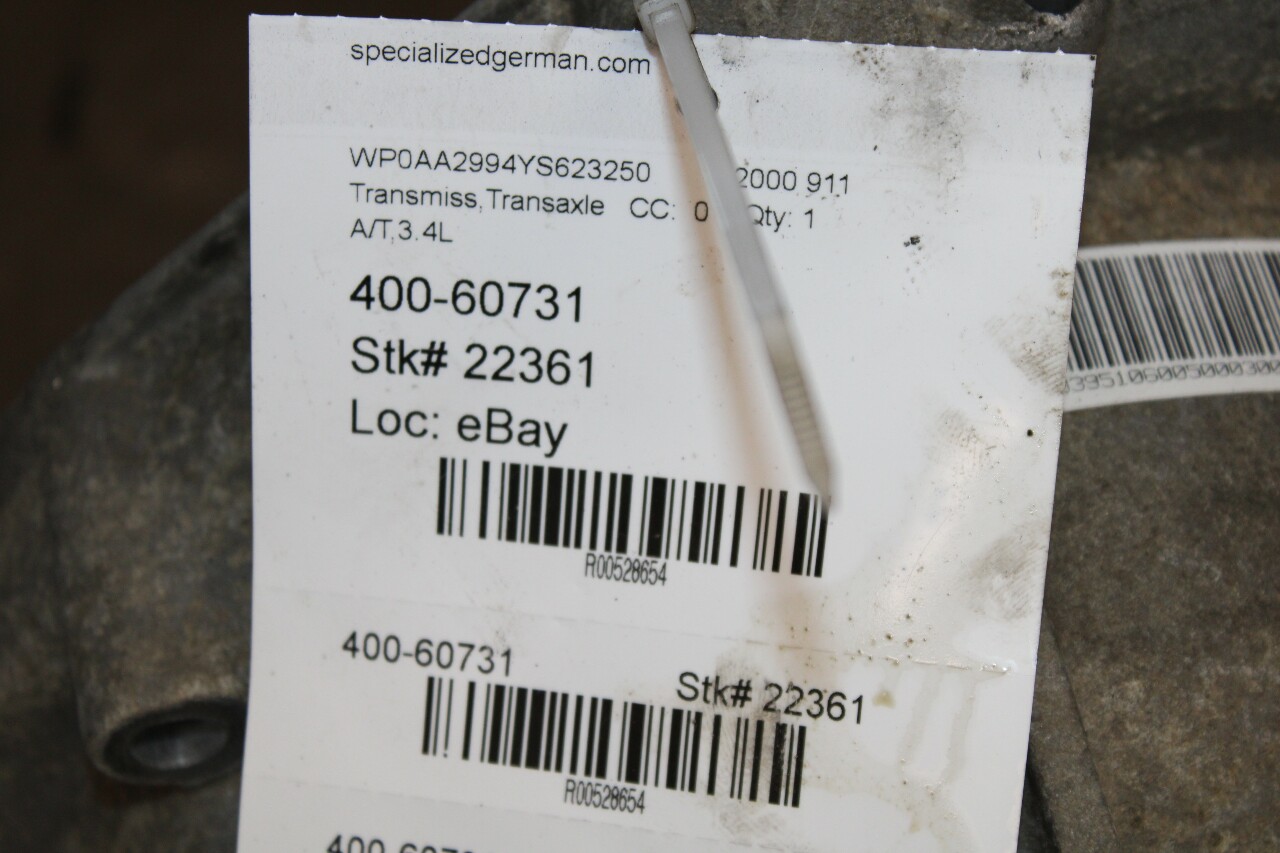 specializedgerman.com
WP0AA2994YS623250 2000 911
Transmiss,Transaxle CC: 0 Qty: 1
A/T,3.4L
400-60731
Stk# 22361
Loc: eBay
R00528654
400-60731
Stk# 22361
R00528654